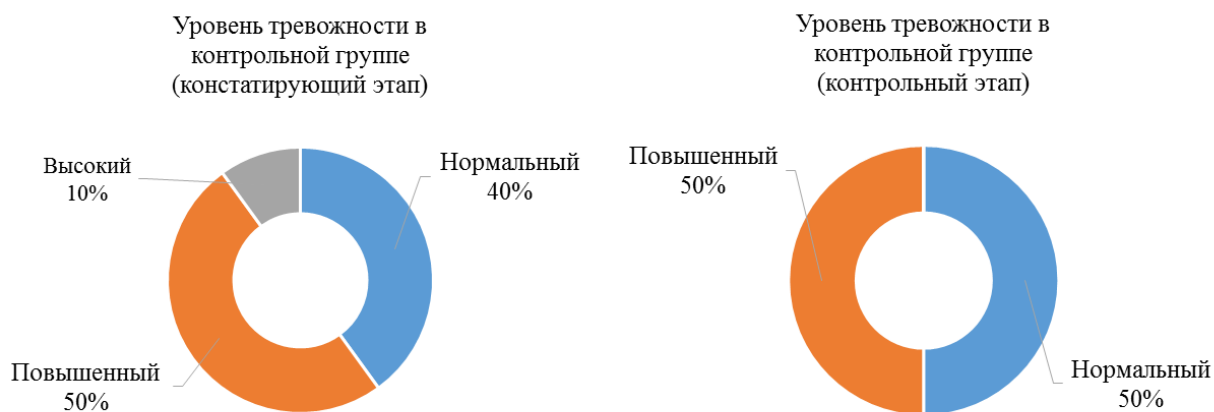 Уровень тревожности в
контрольной группе
(констатирующий этап)
Высокий
10%
Нормальный
40%
Повышенный
50%
Уровень тревожности в
контрольной группе
(контрольный этап)
Повышенный
50%
Нормальный
50%